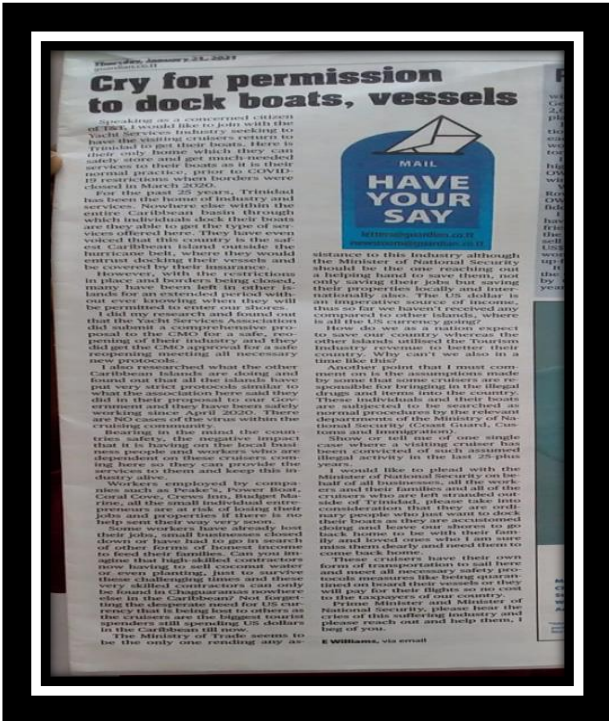 Thursday, January 21, 2021
guardian.co.tt
Cry for permission
to dock boats, vessels
Speaking as a concerned citizen
of T&T, I would like to join with the
Yacht Services Industry seeking to
have the visiting cruisers return to
Trinidad to get their boats. Here is
their only home which they can
safely store and get much-needed
services to their boats as it is their
normal practice, prior to COVID-
19 restrictions when borders were
closed in March 2020.
For the past 25 years, Trinidad
has been the home of industry and
services. Nowhere else within the
entire Caribbean basin through
which individuals dock their boats
are they able to get the type of ser-
vices offered here. They have even
voiced that this country is the saf-
est Caribbean island outside the
hurricane belt, where they would
entrust docking their vessels and
be covered by their insurance.
However, with the restrictions
in place and borders being closed,
many have been left in other is-
lands for an extended period with-
out ever knowing when they will
be permitted to enter our shores.
I did my research and found out
that the Yacht Services Association
did submit a comprehensive pro-
posal to the CMO for a safe, reo-
pening of their industry and they
did get the CMO approval for a safe
reopening meeting all necessary
new protocols.
I also researched what the other
Caribbean Islands are doing and
found out that all the islands have
put very strict protocols similar to
what the association here said they
did in their proposal to our Gov-
ernment and they have been safely
working since April 2020. There
are NO cases of the virus within the
cruising community.
Bearing in the mind the coun-
tries safety, the negative impact
that it is having on the local busi-
ness people and workers who are
dependent on these cruisers com-
ing here so they can provide the
services to them and keep this in-
dustry alive.
Workers employed by compa-
nies such as Peake's, Power Boat,
Coral Cove, Crews Inn, Budget Ma-
rine, all the small individual entre-
preneurs are at risk of losing their
jobs and properties if there is no
help sent their way very soon.
Some workers have already lost
their jobs, small businesses closed
down or have had to go in search
of other forms of honest income
to feed their families. Can you im-
agine that high-skilled contractors
now having to sell coconut water
or even planting just to survive
these challenging times and these
very skilled contractors can only
be found in Chaguaramas nowhere
else in the Caribbean? Not forget-
ting the desperate need for US cur-
rency that is being lost to others as
the cruisers are the biggest tourist
spenders still spending US dollars
in the Caribbean till now.
The Ministry of Trade seems to
be the only one rending any as-
MAIL
HAVE
YOUR
SAY
letters@guardian.co.tt
newsroom@guardian.co.tt
sistance to this Industry although
the Minister of National Security
should be the one reaching out
a helping hand to save them, not
only saving their jobs but saving
their properties locally and inter-
nationally also. The US dollar is
an imperative source of income,
thus so far we haven't received any
compared to other islands, where
is all the US currency going?
How do we as a nation expect
to save our country whereas the
other islands utilised the Tourism
Industry revenue to better their
country. Why can't we also in a
time like this?
Another point that I must com-
ment on is the assumptions made
by some that some cruisers are re-
sponsible for bringing in the illegal
drugs and items into the country.
These individuals and their boats
are subjected to be searched as
normal procedures by the relevant
departments of the Ministry of Na-
tional Security (Coast Guard, Cus-
toms and Immigration).
Show or tell me of one single
case where a visiting cruiser has
been convicted of such assumed
illegal activity in the last 25-plus
years.
I would like to plead with the
Minister of National Security on be-
half of all businesses, all the work-
ers and their families and all of the
cruisers who are left stranded out-
side of Trinidad, please take into
consideration that they are ordi-
nary people who just want to dock
their boats as they are accustomed
doing and leave our shores to go
back home to be with their fam-
ily and loved ones who I am sure
miss them dearly and need them to
come back home.
These cruisers have their own
form of transportation to sail here
and meet all necessary safety pro-
tocols measures like being quaran-
tined on board their vessels or they
will pay for their flights so no cost
to the taxpayers of our country.
Prime Minister and Minister of
National Security, please hear the
cries of this suffering industry and
please reach out and help them, I
beg of you.
E Williams, via email